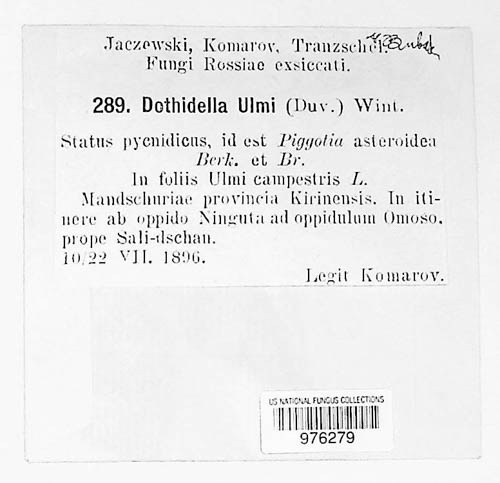 Jaczewski, Komarov, Tranzschel.
Fungi Rossiae exsiccati.
289. Dothidella Ulmi (Duv.) Wint.
Status pycnidicus, id est Piggotia asteroidea
Berk. et Br.
In foliis Ulmi campestris L.
Mandschuriae provincia Kirinensis. In iti-
nere ab oppido Ninguta ad oppidulum Omoso,
prope Sali-dschan.
10/22 VII. 1896.
Legit Komarov.
US NATIONAL FUNGUS COLLECTIONS
976279